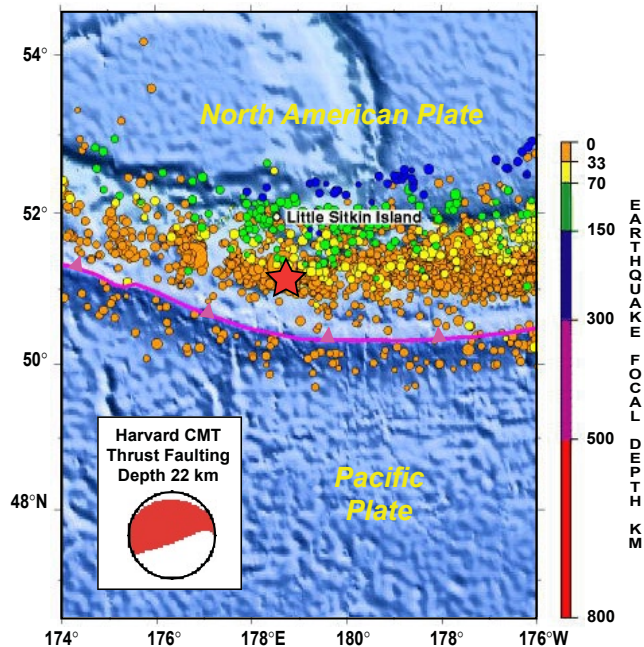 54°
52°
50°
48°N
174°
176°
178°E
180°
178°
176°W
North American Plate
Little Sitkin Island
Pacific
Plate
Harvard CMT
Thrust Faulting
Depth 22 km
0
33
70
150
300
500
800
EARTHQUAKE FOCAL DEPTH KM